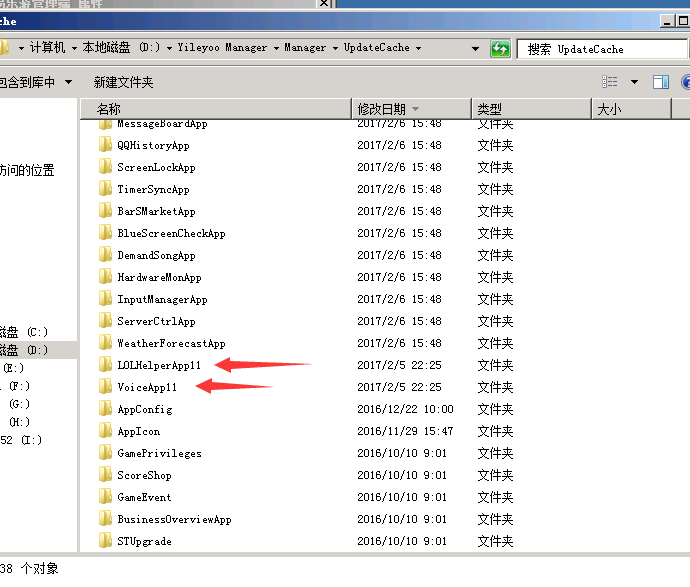 che
计算机 本地磁盘 (D:) Yileyoo Manager Manager UpdateCache 搜索 UpdateCache
包含到库中 新建文件夹
名称 修改日期 类型 大小
MessageBoardApp 2017/2/6 15:48 文件夹
QQHistoryApp 2017/2/6 15:48 文件夹
ScreenLockApp 2017/2/6 15:48 文件夹
TimerSyncApp 2017/2/6 15:48 文件夹
BarSMarketApp 2017/2/6 15:48 文件夹
BlueScreenCheckApp 2017/2/6 15:48 文件夹
DemandSongApp 2017/2/6 15:48 文件夹
HardwareMonApp 2017/2/6 15:48 文件夹
InputManagerApp 2017/2/6 15:48 文件夹
ServerCtrlApp 2017/2/6 15:48 文件夹
WeatherForecastApp 2017/2/6 15:48 文件夹
LOLHelperApp11 2017/2/5 22:25 文件夹
VoiceApp11 2017/2/5 22:25 文件夹
AppConfig 2016/12/22 10:00 文件夹
AppIcon 2016/11/29 15:47 文件夹
GamePrivileges 2016/10/10 9:01 文件夹
ScoreShop 2016/10/10 9:01 文件夹
GameEvent 2016/10/10 9:01 文件夹
BusinessOverviewApp 2016/10/10 9:01 文件夹
STUpgrade 2016/10/10 9:01 文件夹
访问的位置
磁盘 (C:)
磁盘 (D:)
(E:)
(F:)
(G:)
(H:)
52 (I:)
38 个对象